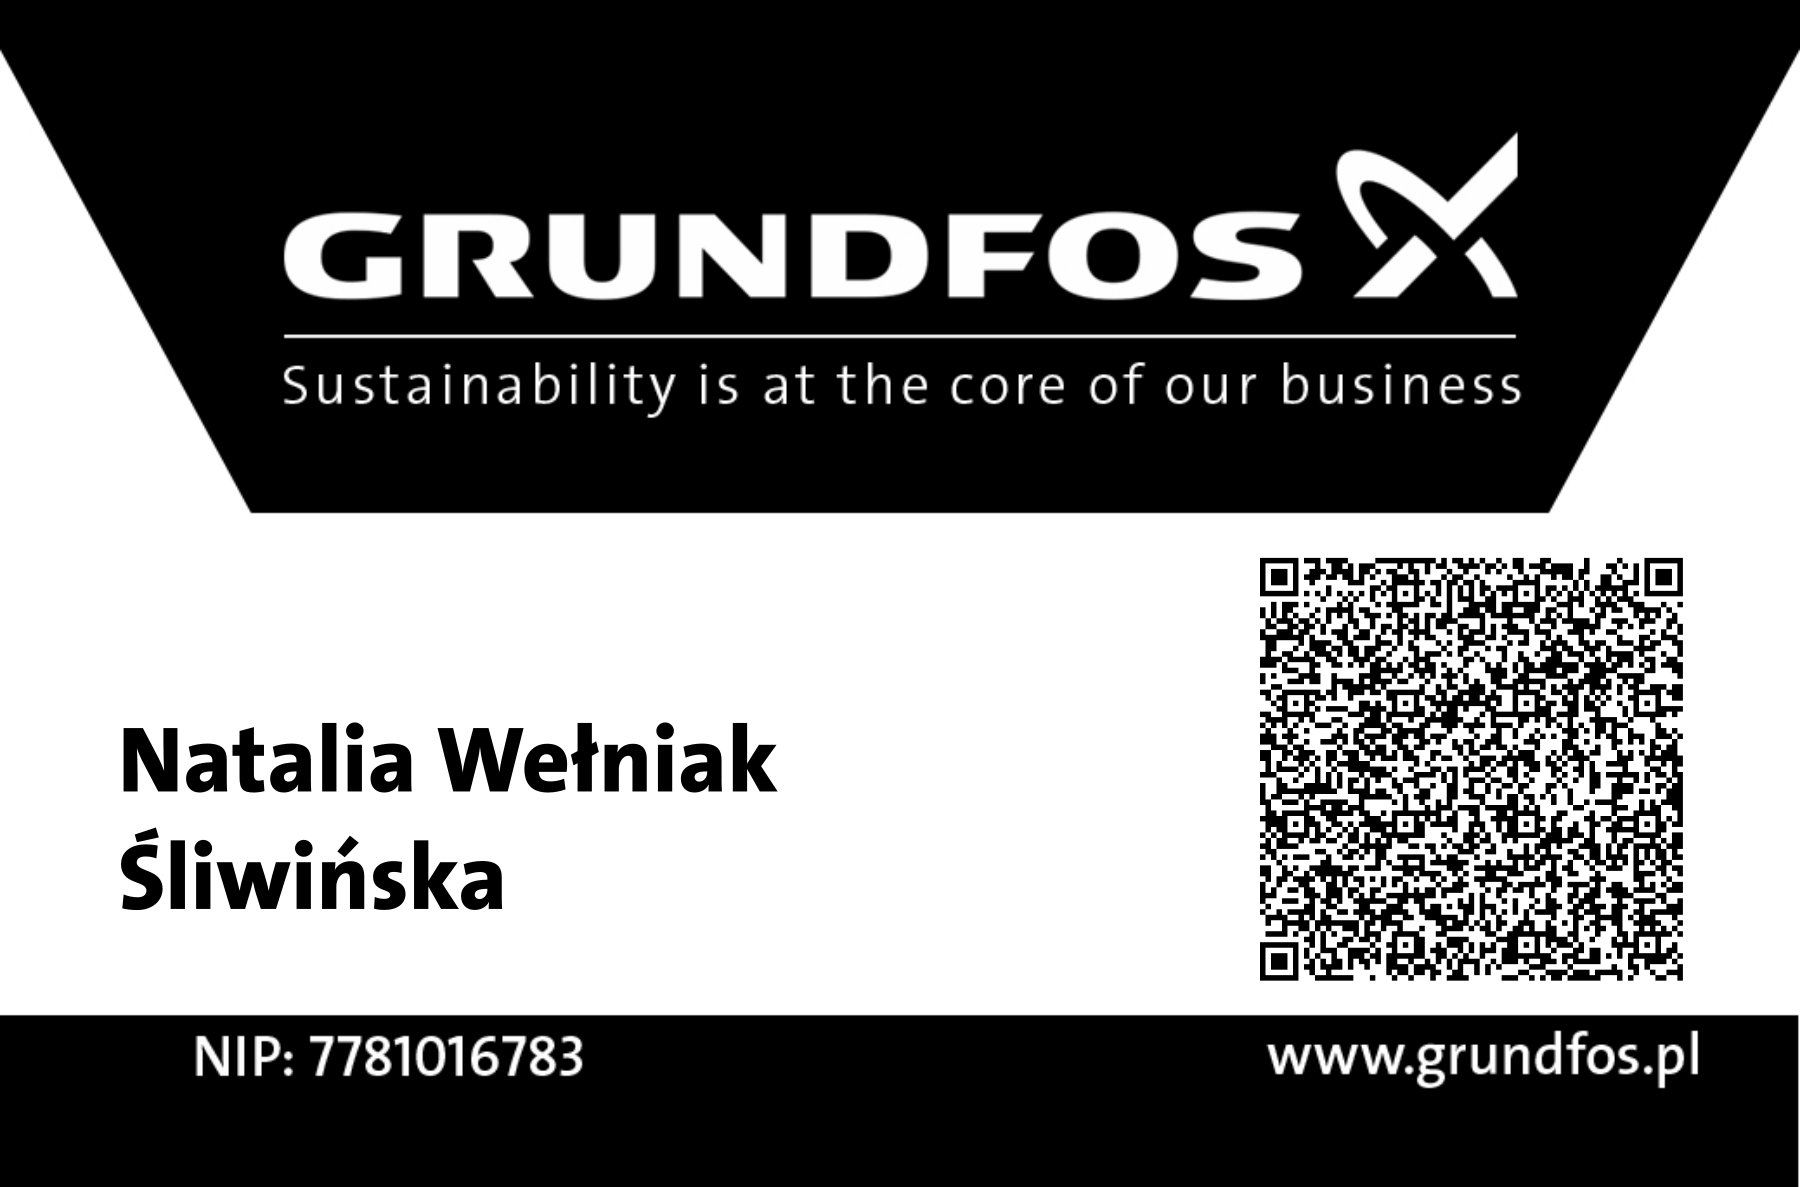 GRUNDFOS
Sustainability is at the core of our business
Natalia Wełniak
Śliwińska
NIP: 7781016783
www.grundfos.pl